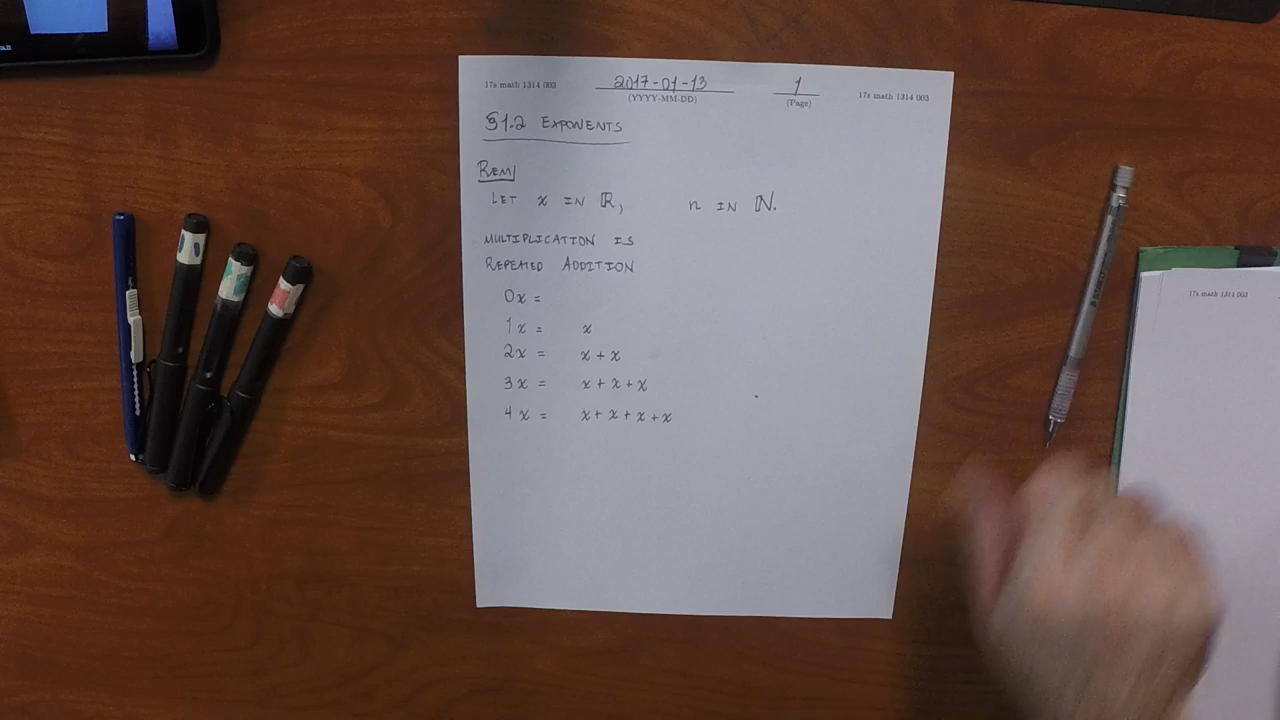 17s math 1314 003 2017-01-13 1 17s math 1314 003
(YYYY-MM-DD) (Page)
§1.2 EXPONENTS
REM
LET x IN ℝ, n IN ℕ.
MULTIPLICATION IS
REPEATED ADDITION
0x =
1x = x
2x = x + x
3x = x + x + x
4x = x + x + x + x
17s math 1314 003